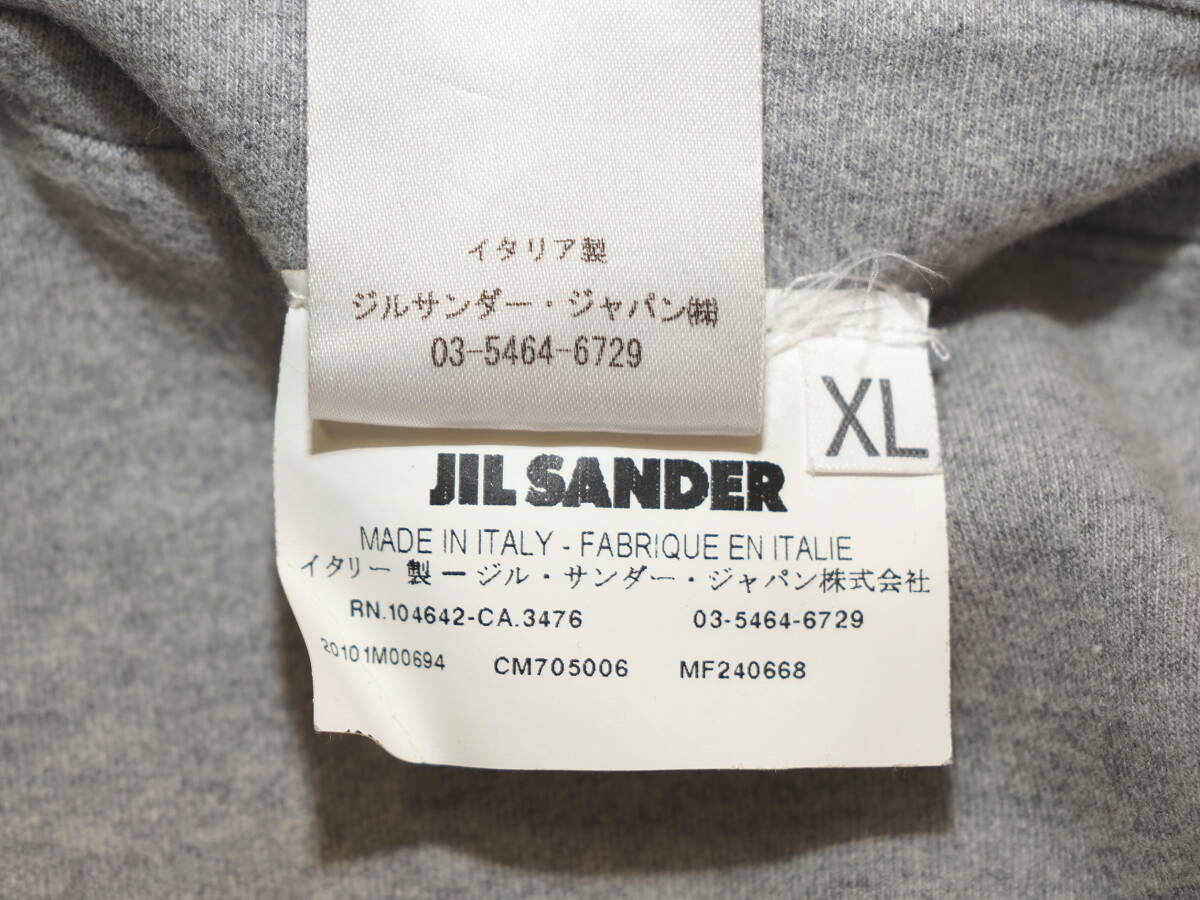 イタリア製
ジルサンダー・ジャパン㈱
03-5464-6729
XL
JIL SANDER
MADE IN ITALY - FABRIQUE EN ITALIE
イタリー 製 ー ジル・サンダー・ジャパン株式会社
RN.104642-CA.3476 03-5464-6729
20101M00694 CM705006 MF240668